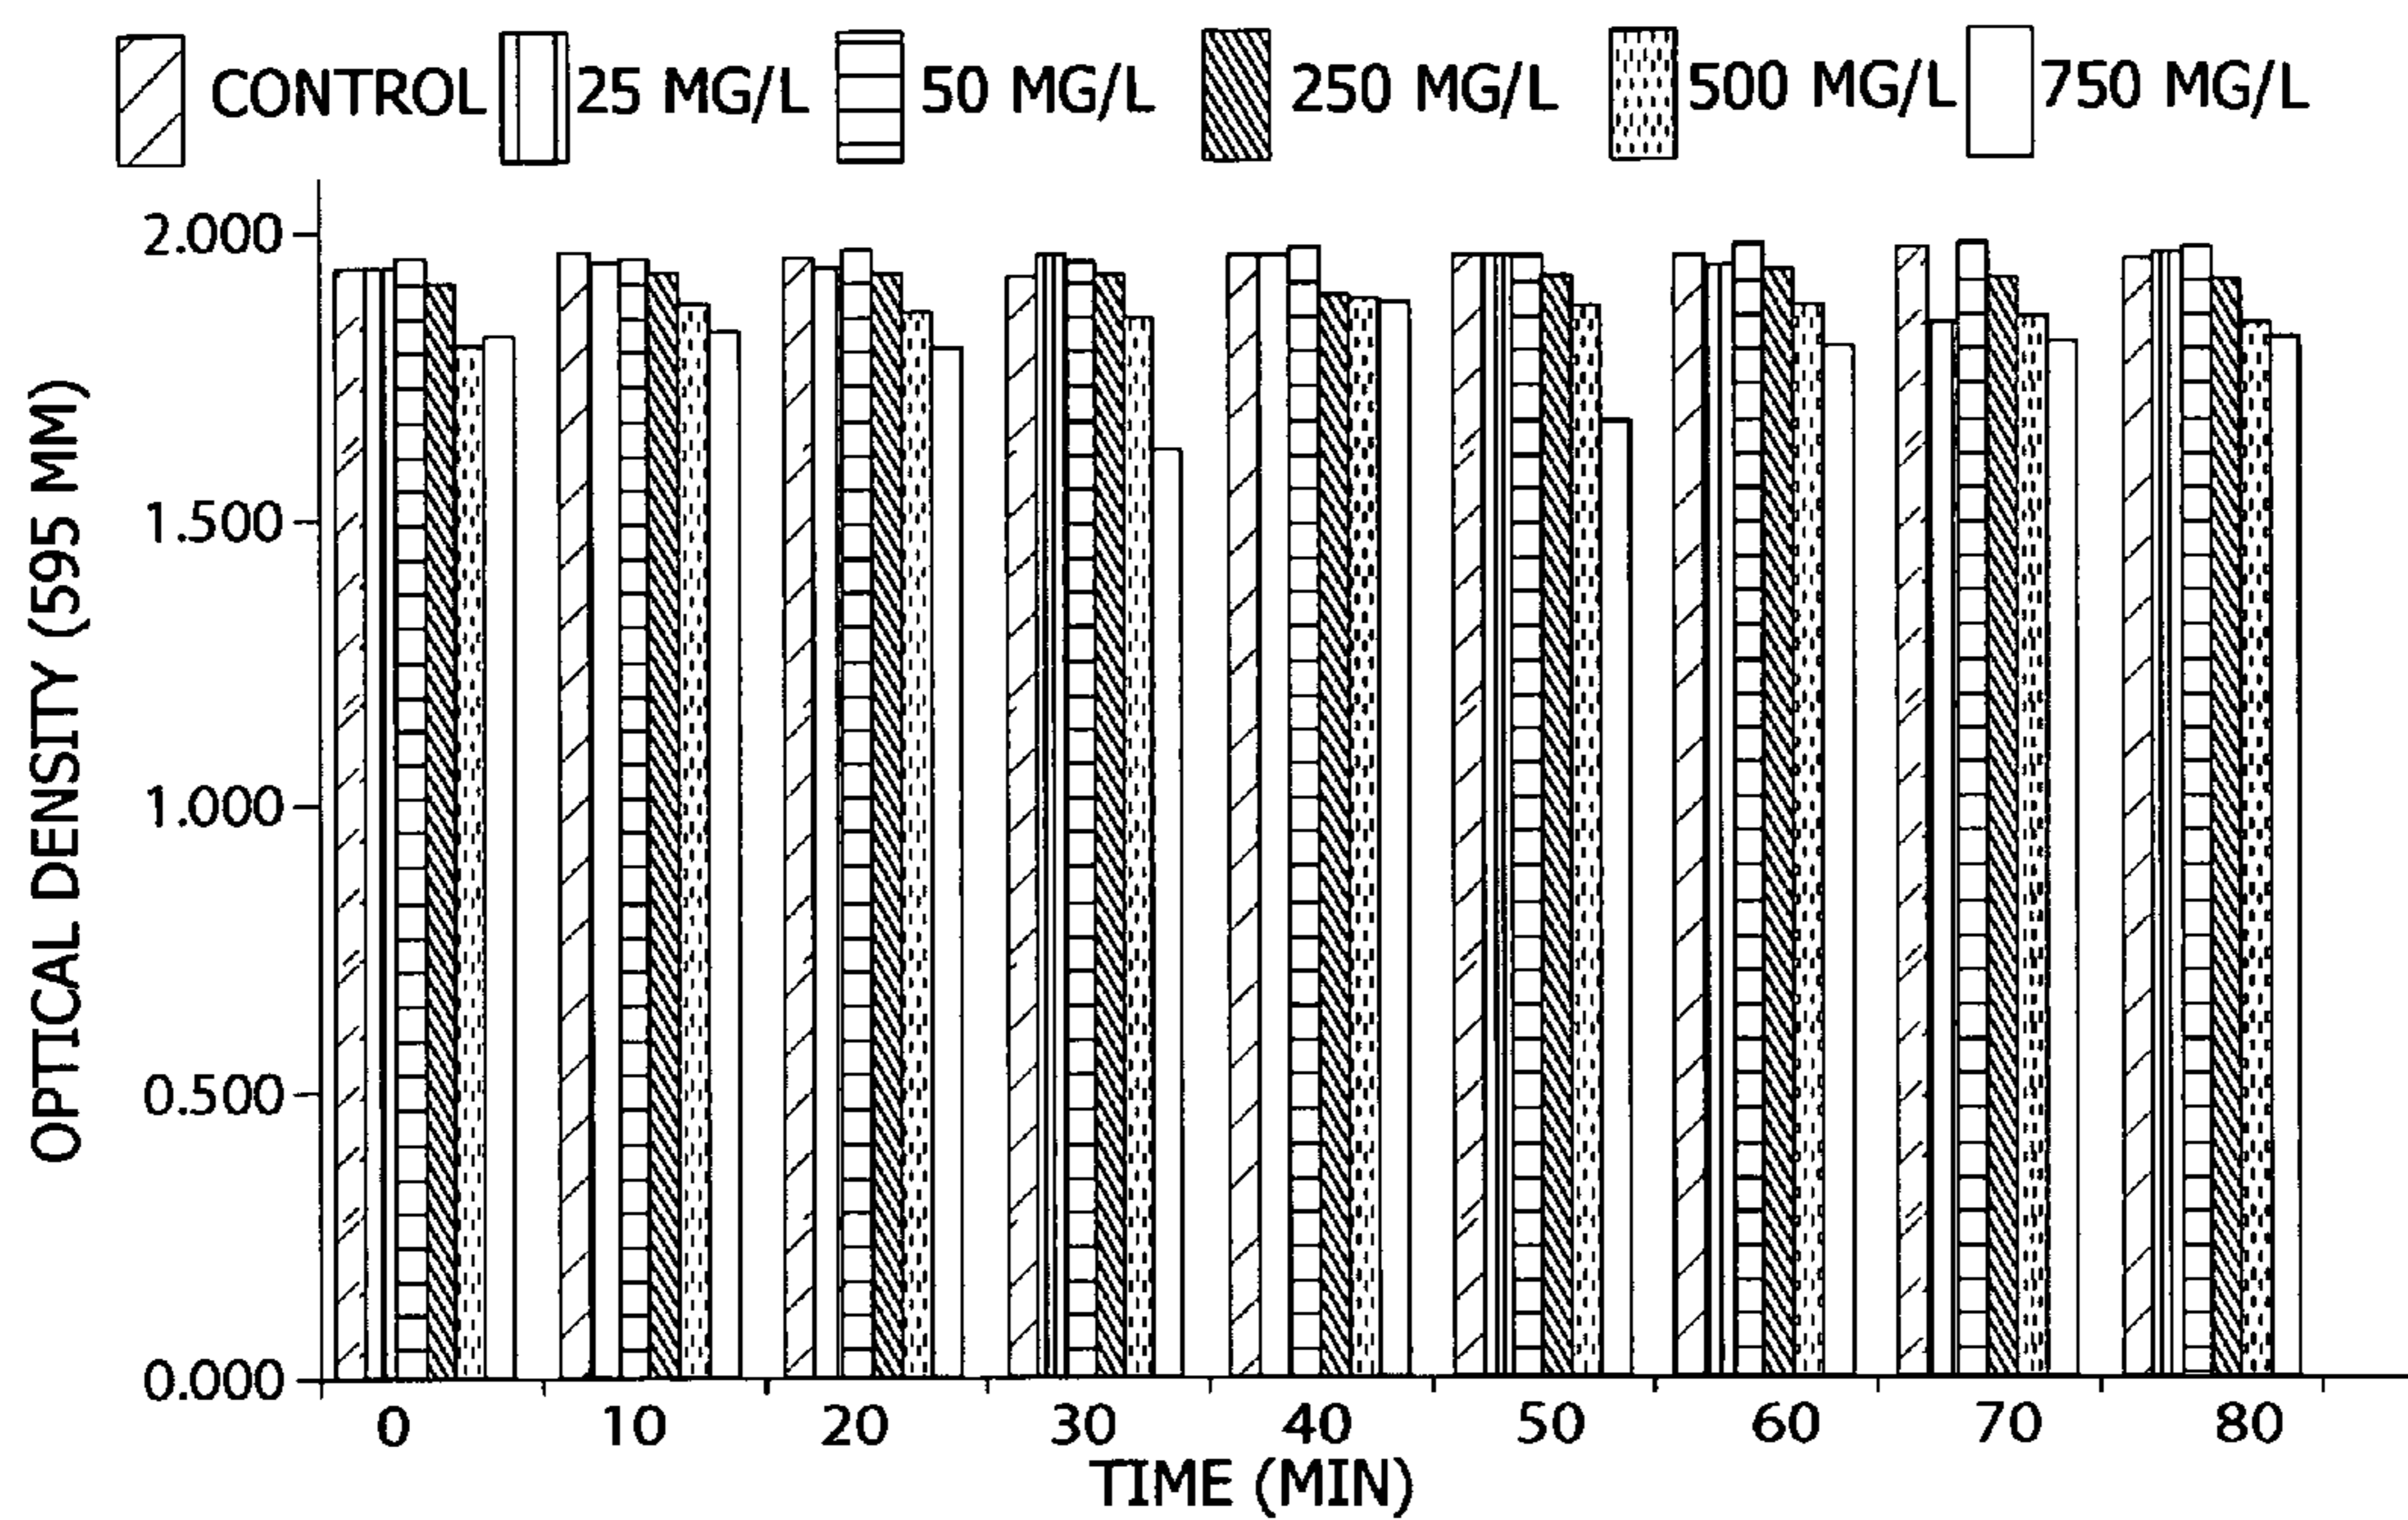 CONTROL 25 MG/L 50 MG/L 250 MG/L 500 MG/L 750 MG/L
OPTICAL DENSITY (595 MM)
2.000
1.500
1.000
0.500
0.000
0 10 20 30 40 50 60 70 80
TIME (MIN)